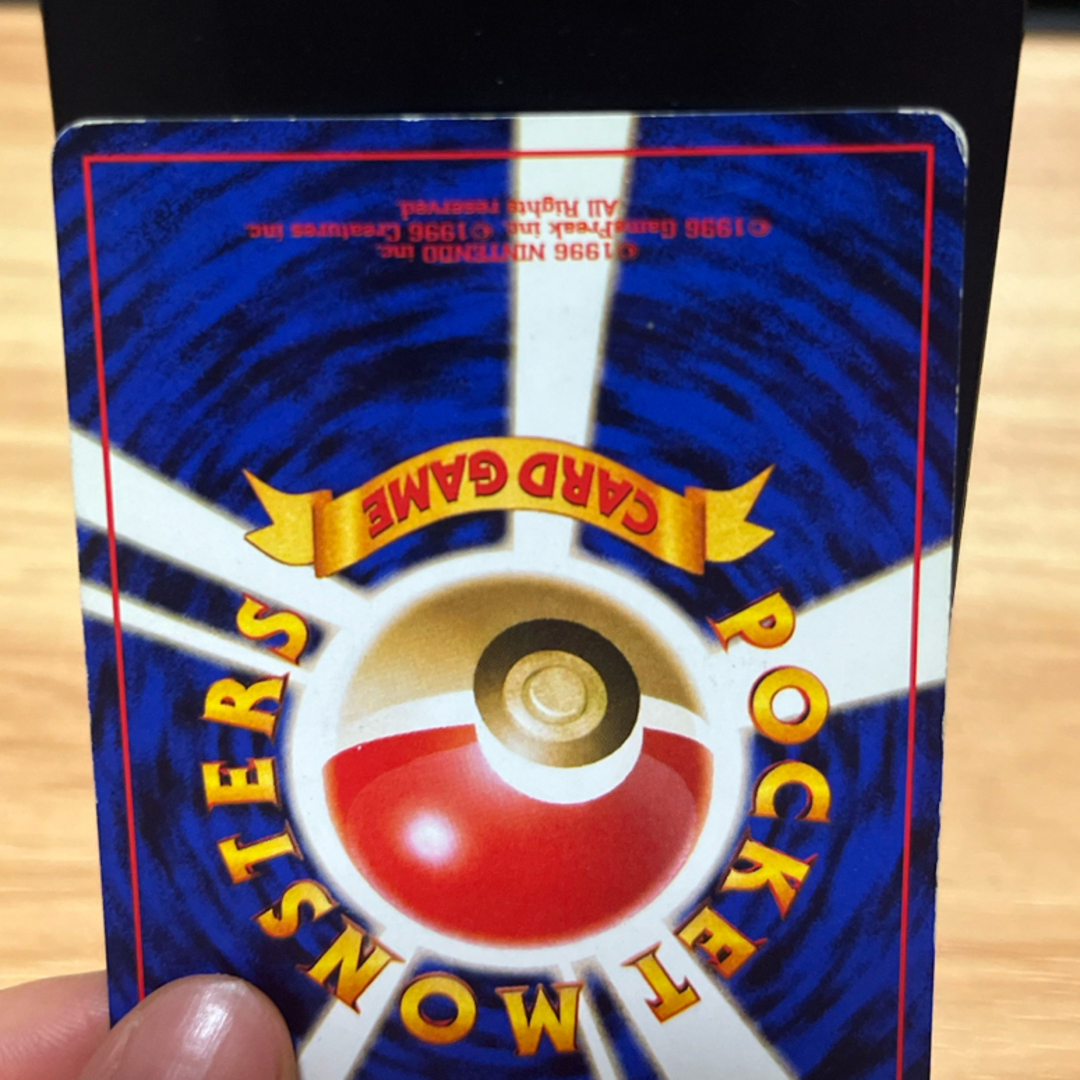 POCKET MONSTERS
CARD GAME
©1996 NINTENDO inc.
©1996 GameFreak inc. ©1996 Creatures inc.
All Rights reserved.